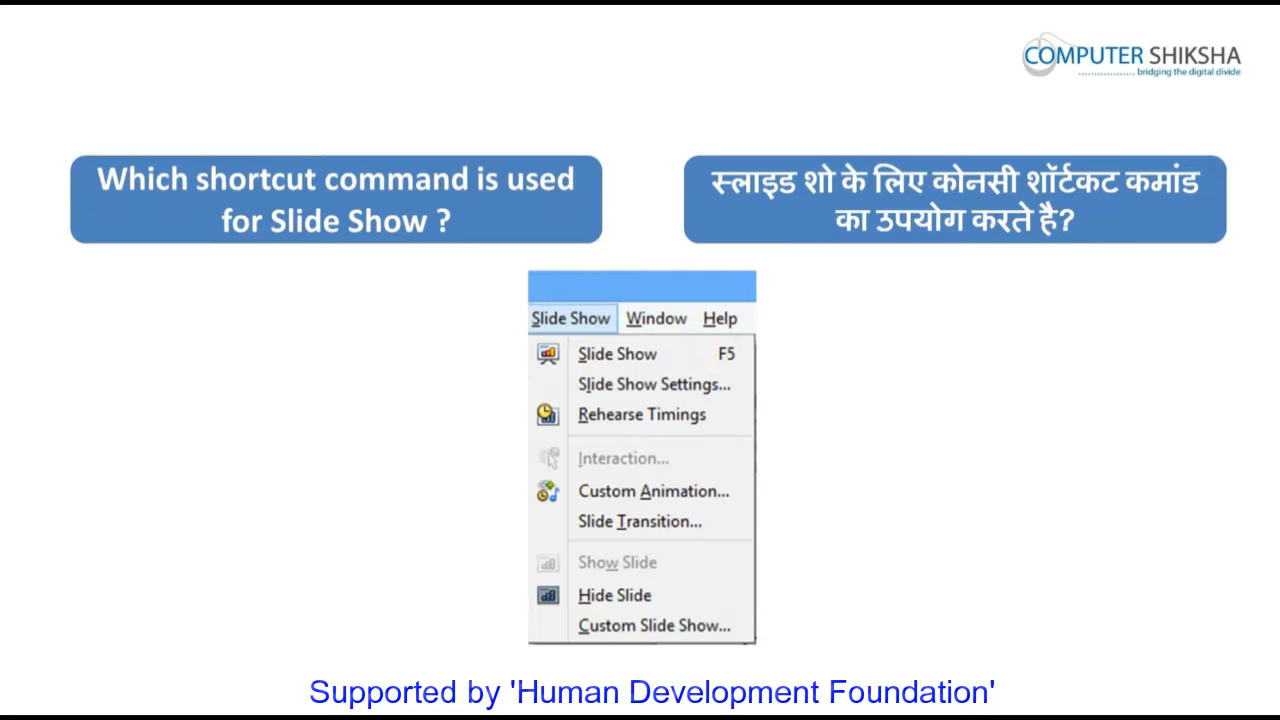 COMPUTER SHIKSHA
bridging the digital divide
Which shortcut command is used
for Slide Show ?
स्लाइड शो के लिए कोनसी शॉर्टकट कमांड
का उपयोग करते है?
Slide Show Window Help
Slide Show F5
Slide Show Settings...
Rehearse Timings
Interaction...
Custom Animation...
Slide Transition...
Show Slide
Hide Slide
Custom Slide Show...
Supported by 'Human Development Foundation'